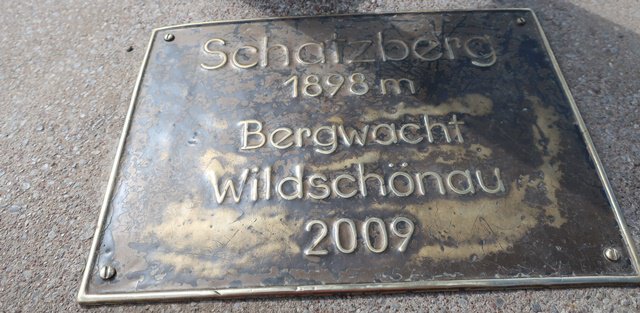 Schatzberg
1898 m
Bergwacht
Wildschönau
2009